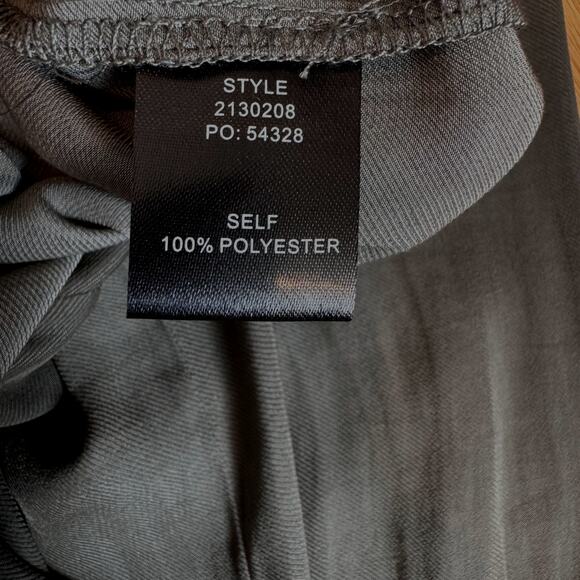 STYLE
2130208
PO: 54328
SELF
100% POLYESTER